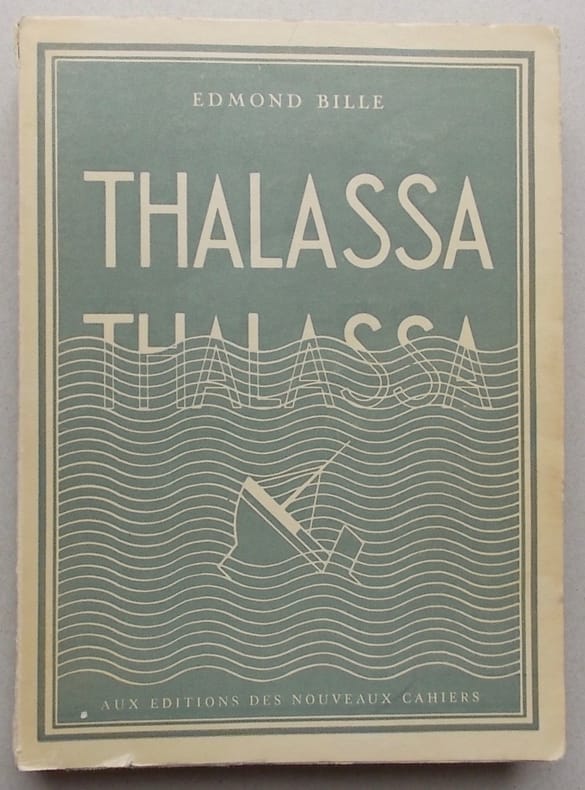 EDMOND BILLE
THALASSA
THALASSA
AUX EDITIONS DES NOUVEAUX CAHIERS